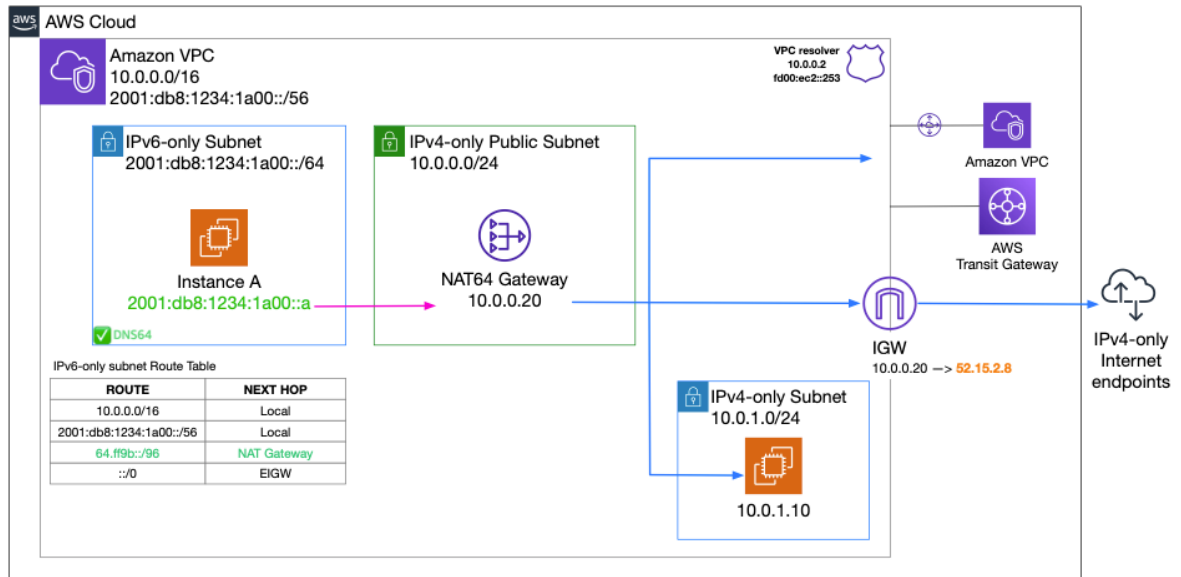 aws
AWS Cloud
Amazon VPC
10.0.0.0/16
2001:db8:1234:1a00::/56
VPC resolver
10.0.0.2
fd00:ec2::253
IPv6-only Subnet
2001:db8:1234:1a00::/64
Instance A
2001:db8:1234:1a00::a
DNS64
IPv4-only Public Subnet
10.0.0.0/24
NAT64 Gateway
10.0.0.20
Amazon VPC
AWS
Transit Gateway
IGW
10.0.0.20 —> 52.15.2.8
IPv4-only
Internet
endpoints
IPv6-only subnet Route Table
ROUTE NEXT HOP
10.0.0.0/16 Local
2001:db8:1234:1a00::/56 Local
64.ff9b::/96 NAT Gateway
::/0 EIGW
IPv4-only Subnet
10.0.1.0/24
10.0.1.10